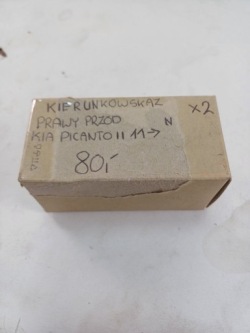 KIERUNKOWSKAZ X2
PRAWY PRZÓD N
KIA PICANTO II 11→
80,-